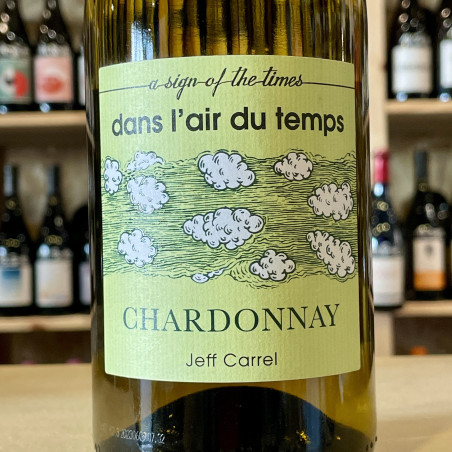 a sign of the times
dans l'air du temps
CHARDONNAY
Jeff Carrel